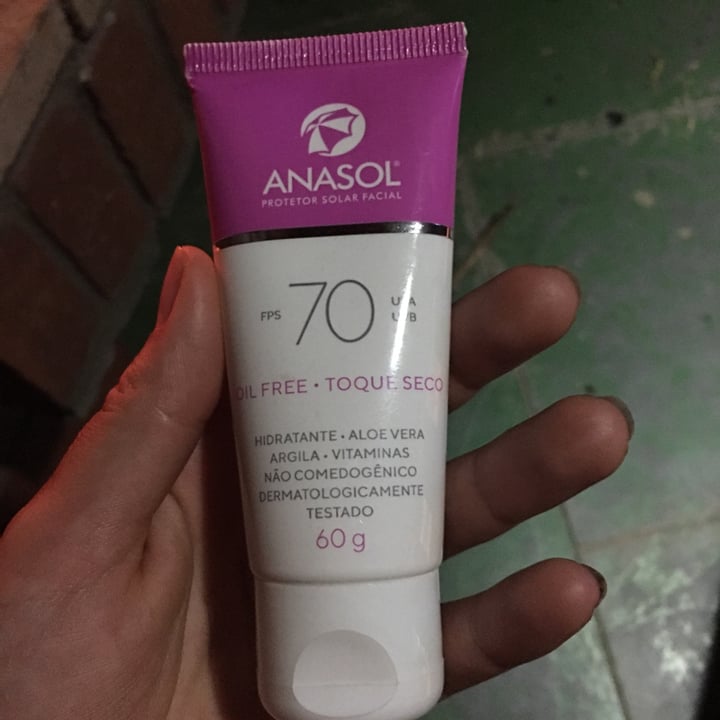 ANASOL®
PROTETOR SOLAR FACIAL
FPS 70 UVA
UVB
OIL FREE • TOQUE SECO
HIDRATANTE • ALOE VERA
ARGILA • VITAMINAS
NÃO COMEDOGÊNICO
DERMATOLOGICAMENTE
TESTADO
60 g